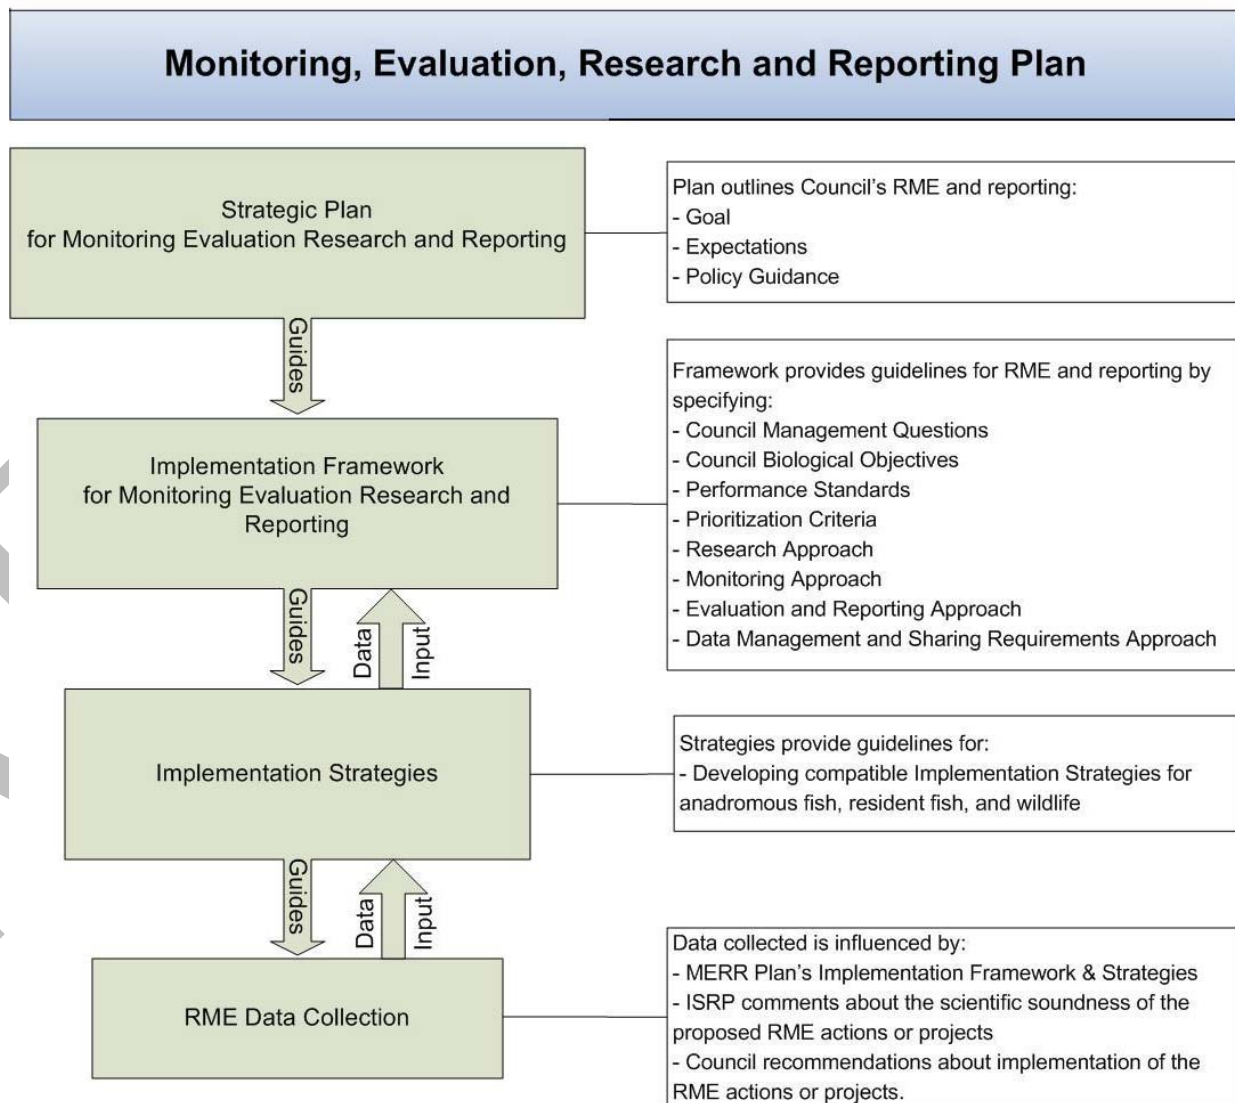 Monitoring, Evaluation, Research and Reporting Plan
Strategic Plan
for Monitoring Evaluation Research and Reporting
Plan outlines Council's RME and reporting:
- Goal
- Expectations
- Policy Guidance
Guides
Implementation Framework
for Monitoring Evaluation Research and
Reporting
Framework provides guidelines for RME and reporting by
specifying:
- Council Management Questions
- Council Biological Objectives
- Performance Standards
- Prioritization Criteria
- Research Approach
- Monitoring Approach
- Evaluation and Reporting Approach
- Data Management and Sharing Requirements Approach
Guides
Data
Input
Implementation Strategies
Strategies provide guidelines for:
- Developing compatible Implementation Strategies for
anadromous fish, resident fish, and wildlife
Guides
Data
Input
RME Data Collection
Data collected is influenced by:
- MERR Plan's Implementation Framework & Strategies
- ISRP comments about the scientific soundness of the
proposed RME actions or projects
- Council recommendations about implementation of the
RME actions or projects.